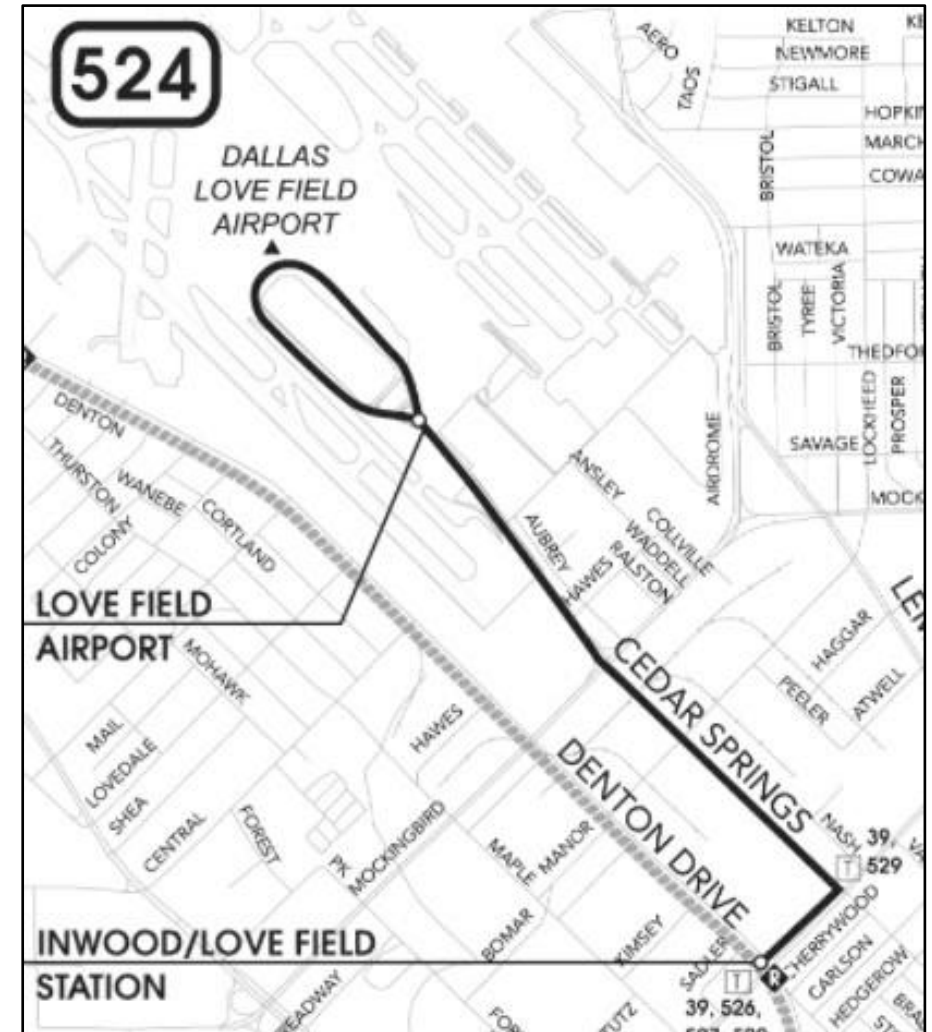 524
DALLAS
LOVE FIELD
AIRPORT
AERO
TAOS
KELTON
NEWMORE
STIGALL
BRISTOL
WATEKA
BRISTOL
TYREE
VICTORIA
LOCKHEED
PROSPER
SAVAGE
AIRDROME
DENTON
THURSTON
WANEBE
COLONY
CORTLAND
ANSLEY
AUBREY
COLLVILLE
WADDELL
RALSTON
HAWES
LOVE FIELD
AIRPORT
MOHAWK
CEDAR SPRINGS
HAGGAR
PEELER
ATWELL
MAIL
LOVEDALE
SHEA
HAWES
DENTON DRIVE
CENTRAL
FOREST
PK
MOCKINGBIRD
MAPLE
MANOR
NASH
39,
529
T
CHERRYWOOD
CARLSON
HEDGEROW
BOMAR
KIMSEY
SADLER
INWOOD/LOVE FIELD
STATION
R
T
39, 526,